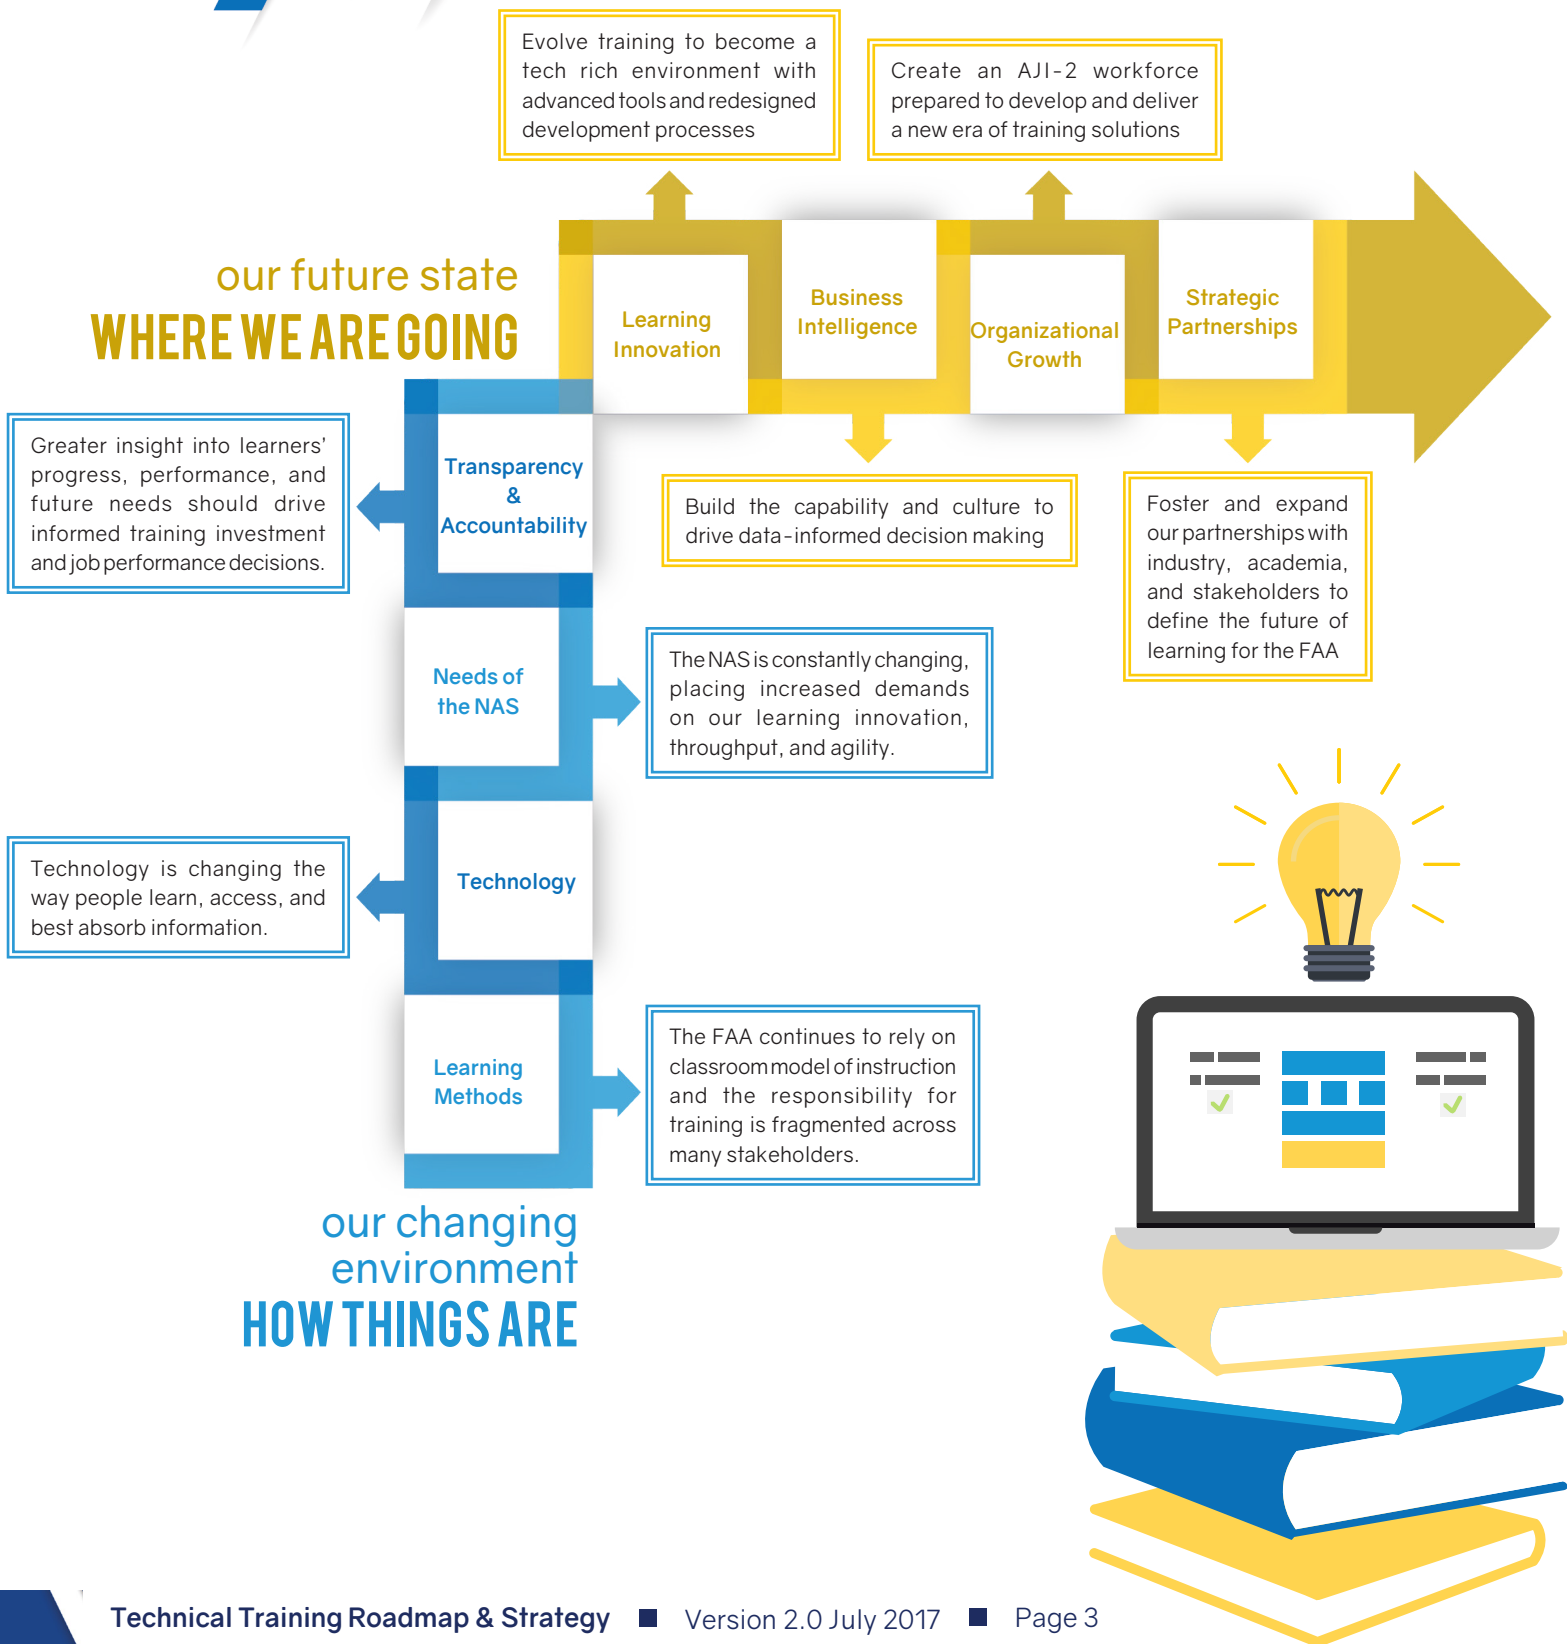 Evolve training to become a
tech rich environment with
advanced tools and redesigned
development processes
Create an AJI-2 workforce
prepared to develop and deliver
a new era of training solutions
our future state
WHERE WE ARE GOING
Learning
Innovation
Business
Intelligence
Organizational
Growth
Strategic
Partnerships
Greater insight into learners'
progress, performance, and
future needs should drive
informed training investment
and job performance decisions.
Transparency
&
Accountability
Build the capability and culture to
drive data-informed decision making
Foster and expand
our partnerships with
industry, academia,
and stakeholders to
define the future of
learning for the FAA
Needs of
the NAS
The NAS is constantly changing,
placing increased demands
on our learning innovation,
throughput, and agility.
Technology is changing the
way people learn, access, and
best absorb information.
Technology
Learning
Methods
The FAA continues to rely on
classroom model of instruction
and the responsibility for
training is fragmented across
many stakeholders.
our changing
environment
HOW THINGS ARE
Technical Training Roadmap & Strategy ■ Version 2.0 July 2017 ■ Page 3